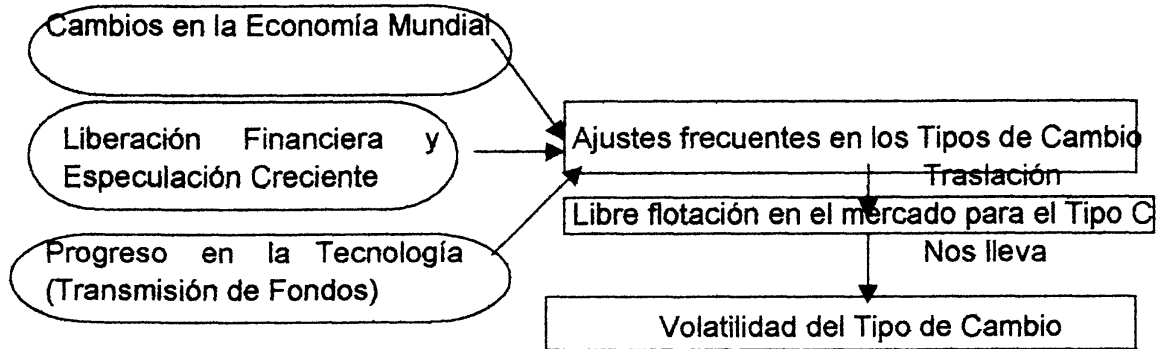 Cambios en la Economía Mundial
Liberación Financiera y
Especulación Creciente
Progreso en la Tecnología
(Transmisión de Fondos)
Ajustes frecuentes en los Tipos de Cambio
Traslación
Libre flotación en el mercado para el Tipo C
Nos lleva
Volatilidad del Tipo de Cambio